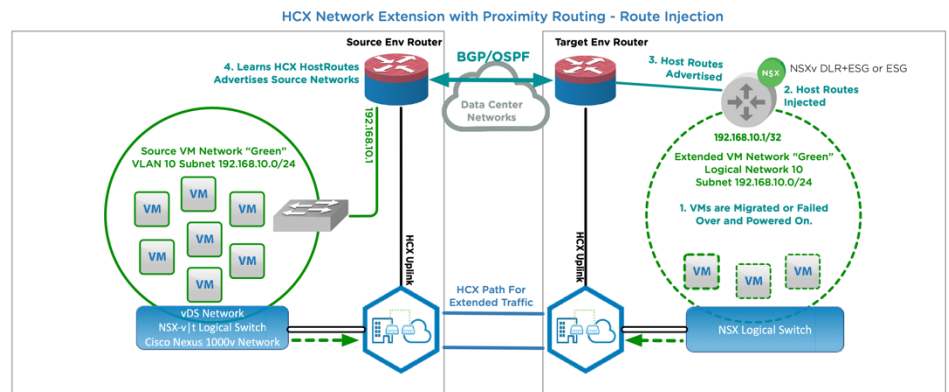 HCX Network Extension with Proximity Routing - Route Injection
Source Env Router
4. Learns HCX HostRoutes
Advertises Source Networks
BGP/OSPF
Data Center
Networks
Target Env Router
3. Host Routes
Advertised
NSX
NSXv DLR+ESG or ESG
2. Host Routes
Injected
192.168.10.1/32
192.168.10.1
Source VM Network “Green”
VLAN 10 Subnet 192.168.10.0/24
VM
VM
VM
VM
VM
VM
VM
Extended VM Network “Green”
Logical Network 10
Subnet 192.168.10.0/24
1. VMs are Migrated or Failed
Over and Powered On.
VM
VM
VM
HCX Uplink
HCX Uplink
HCX Path For
Extended Traffic
vDS Network
NSX-v|t Logical Switch
Cisco Nexus 1000v Network
NSX Logical Switch